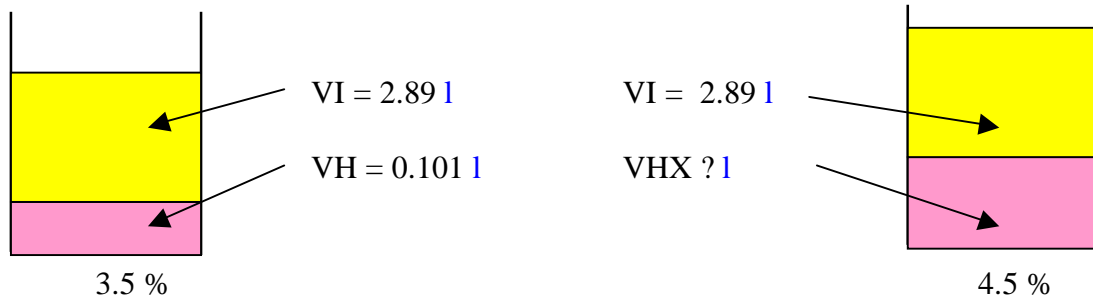 VI = 2.89 l
VH = 0.101 l
3.5 %
VI = 2.89 l
VHX ? l
4.5 %